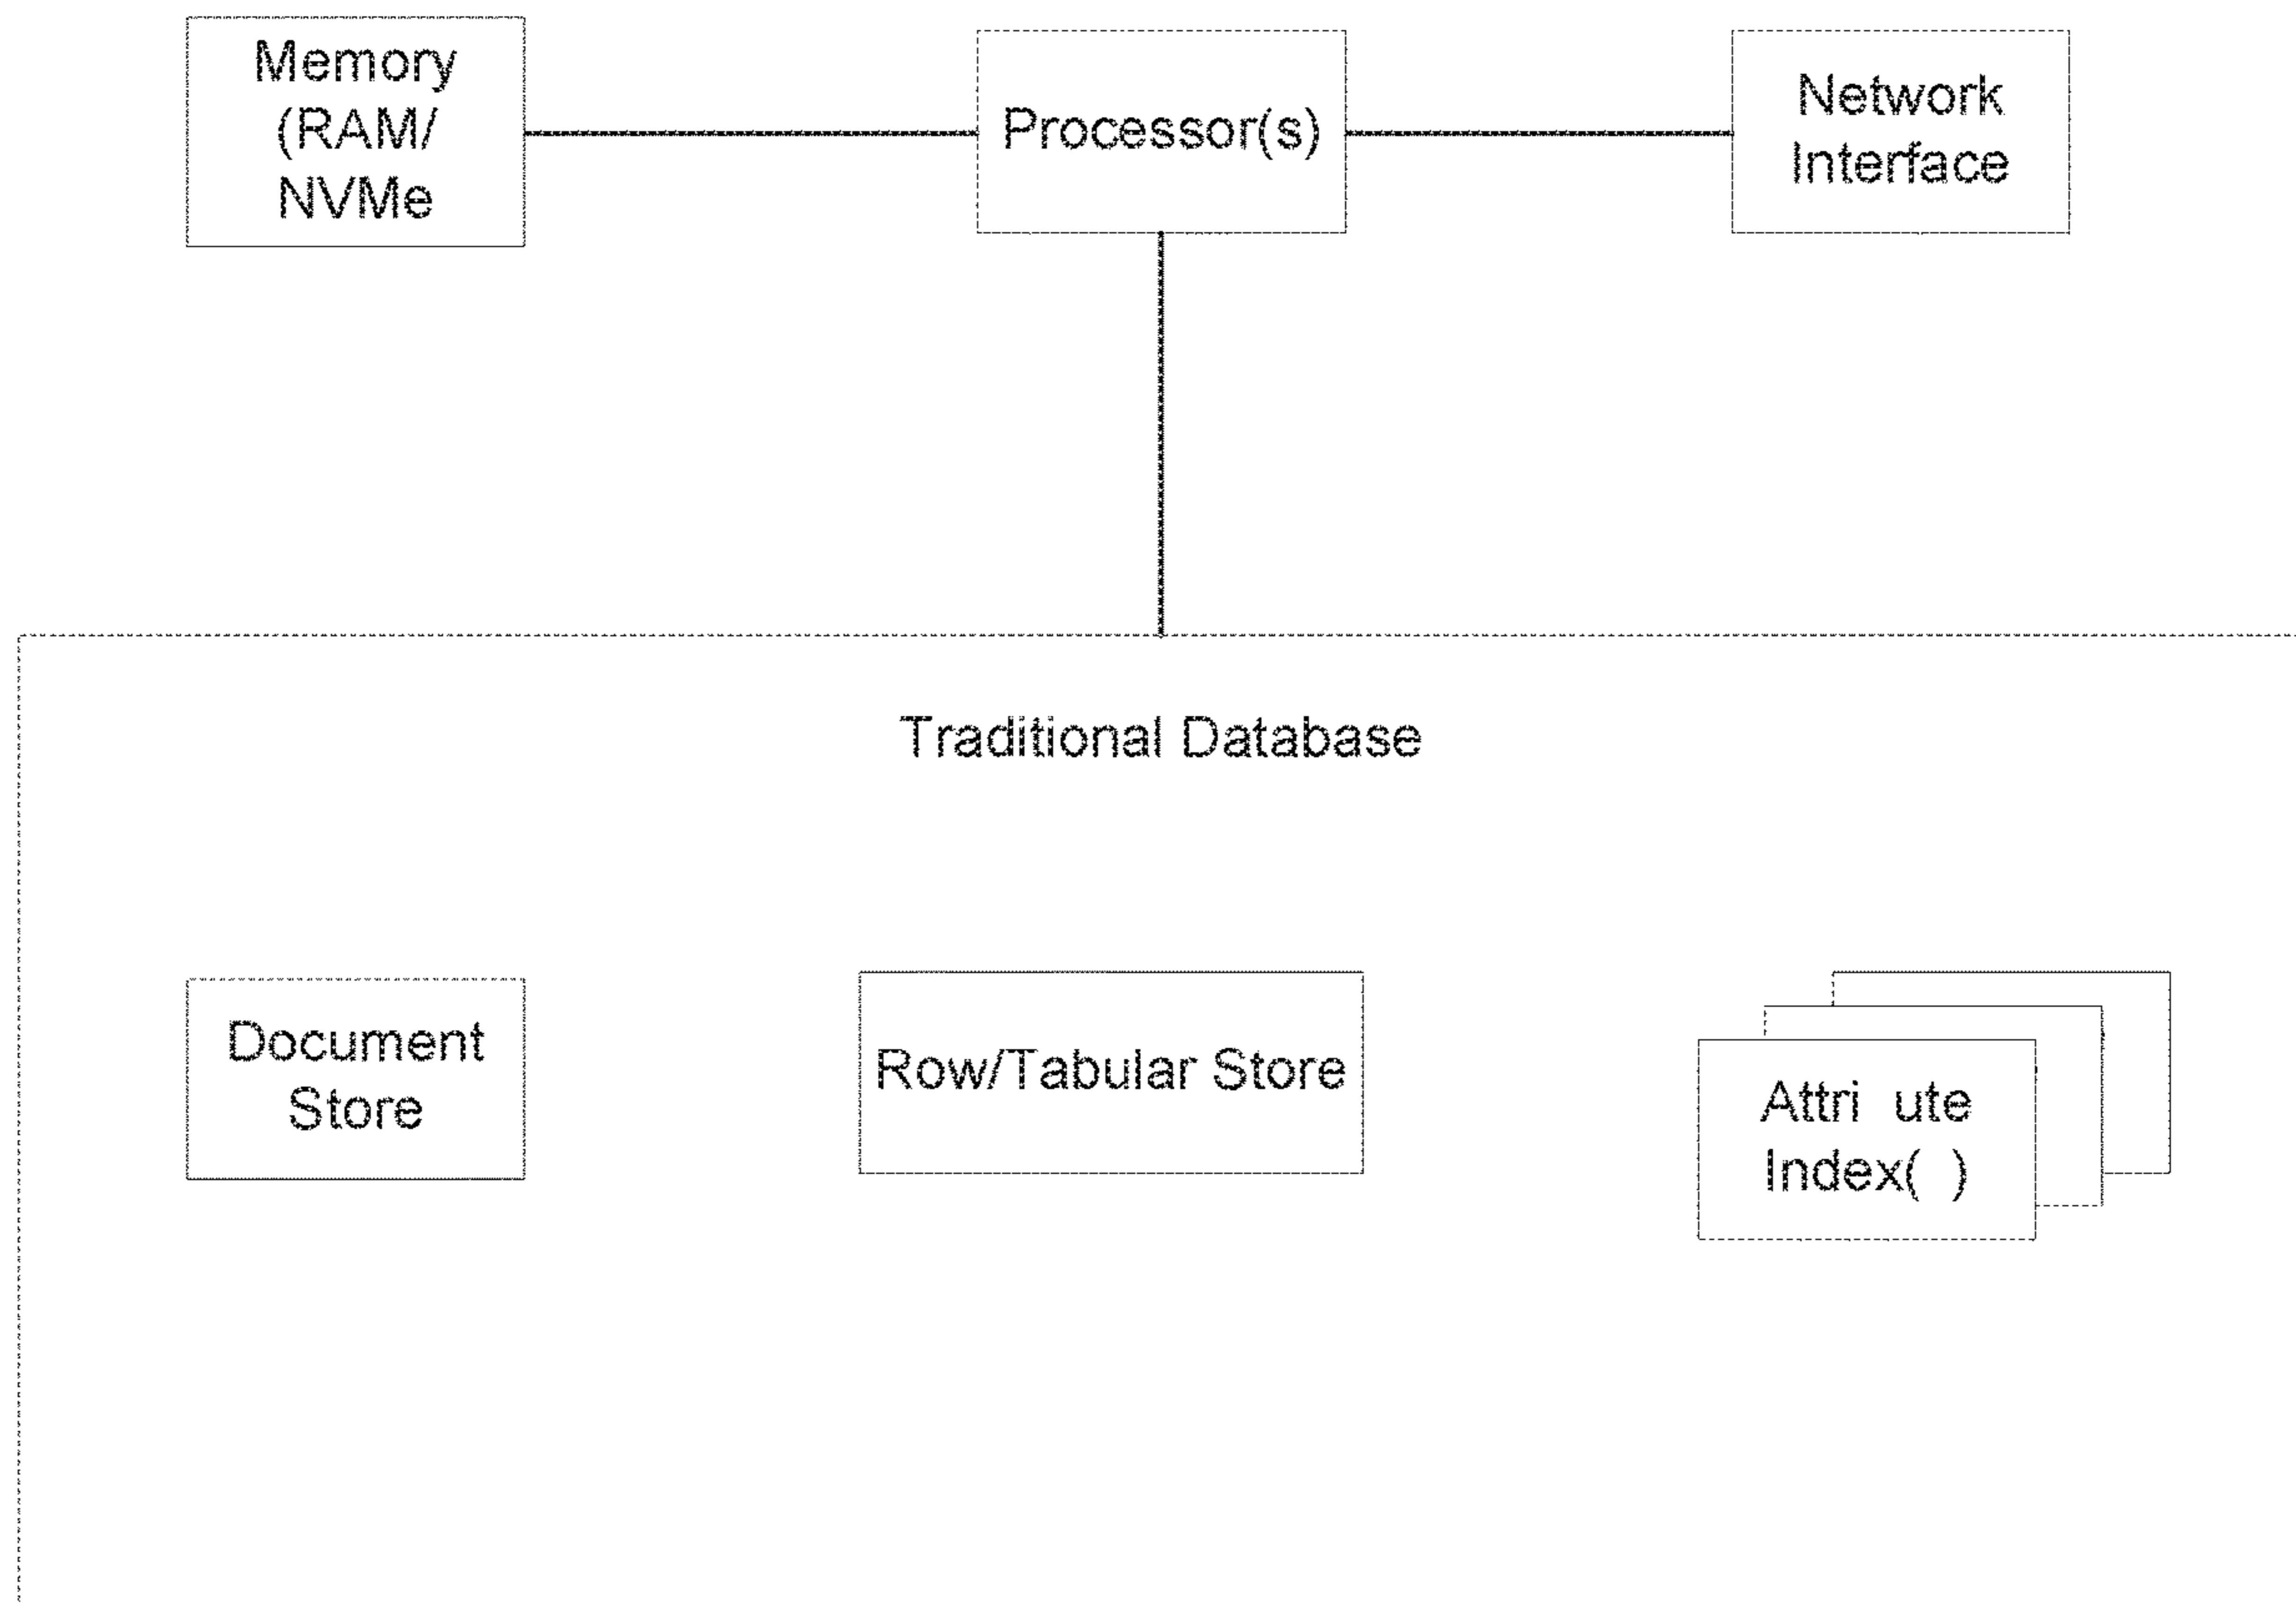 Memory
(RAM/
NVMe
Processor(s)
Network
Interface
Traditional Database
Document
Store
Row/Tabular Store
Attri ute
Index( )